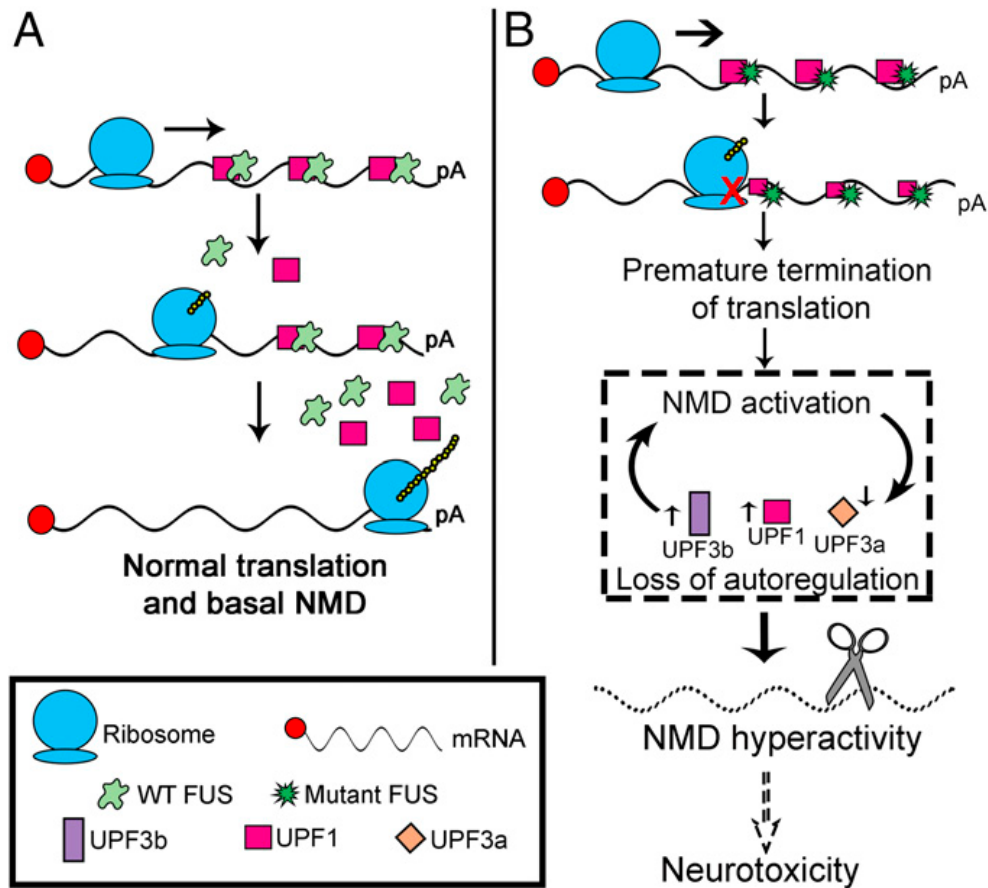 A
pA
pA
pA
Normal translation
and basal NMD
B
pA
X
pA
Premature termination
of translation
NMD activation
UPF3b
UPF1
UPF3a
Loss of autoregulation
NMD hyperactivity
Neurotoxicity
Ribosome
mRNA
WT FUS
Mutant FUS
UPF3b
UPF1
UPF3a